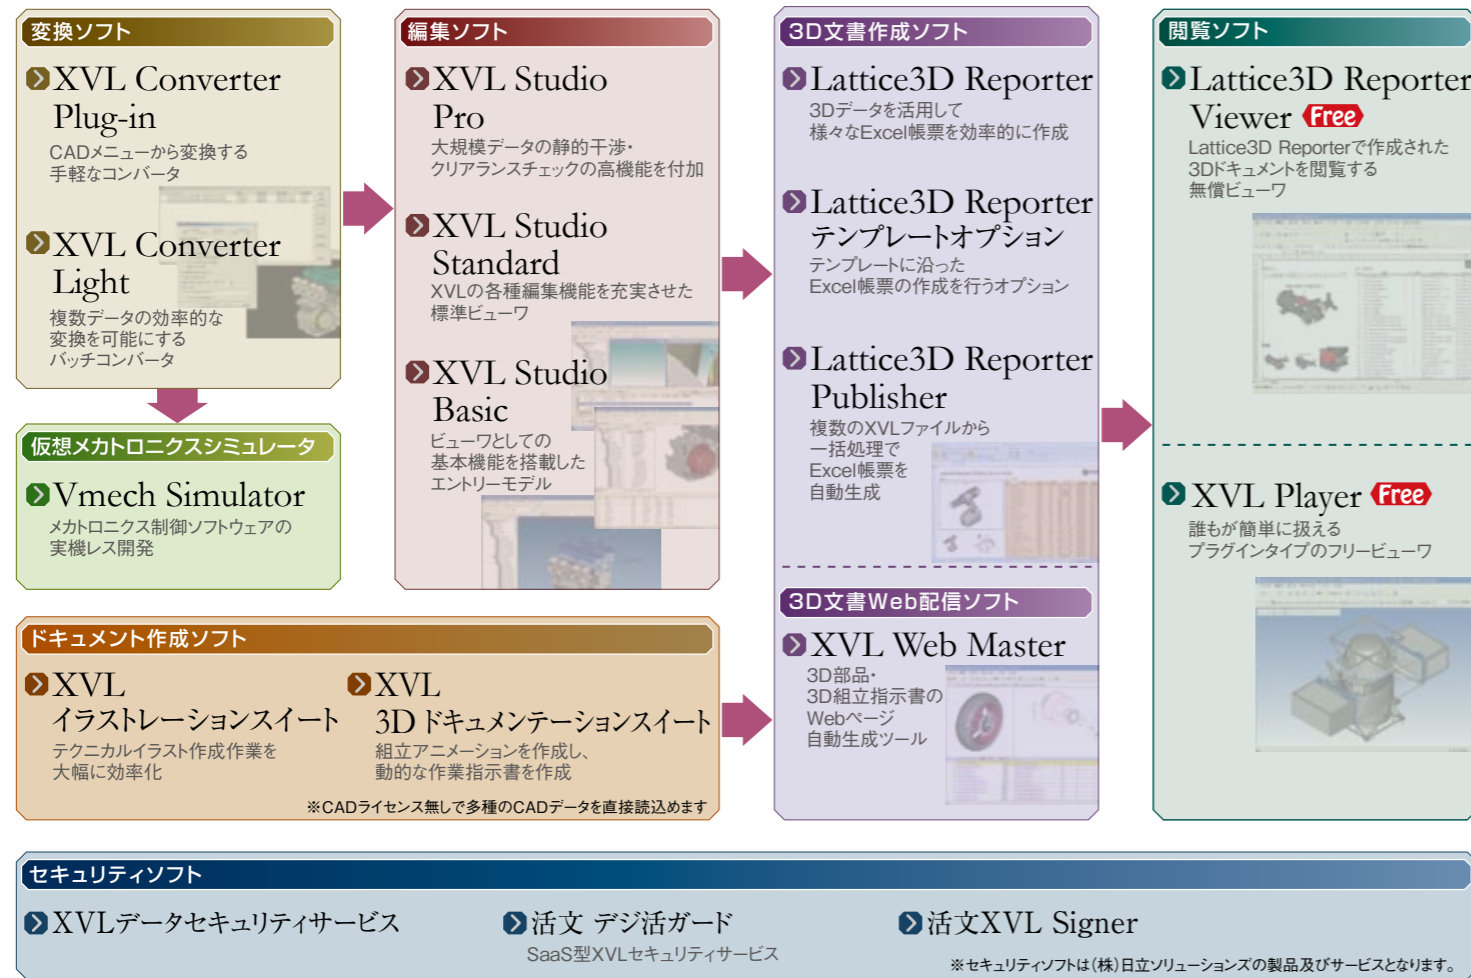 変換ソフト
XVL Converter
Plug-in
CADメニューから変換する
手軽なコンバータ
XVL Converter
Light
複数データの効率的な
変換を可能にする
バッチコンバータ
仮想メカトロニクスシミュレータ
Vmech Simulator
メカトロニクス制御ソフトウェアの
実機レス開発
編集ソフト
XVL Studio
Pro
大規模データの静的干渉・
クリアランスチェックの高機能を付加
XVL Studio
Standard
XVLの各種編集機能を充実させた
標準ビューワ
XVL Studio
Basic
ビューワとしての
基本機能を搭載した
エントリーモデル
ドキュメント作成ソフト
XVL
イラストレーションスイート
テクニカルイラスト作成作業を
大幅に効率化
XVL
3D ドキュメンテーションスイート
組立アニメーションを作成し、
動的な作業指示書を作成
※CADライセンス無しで多種のCADデータを直接読込めます
3D文書作成ソフト
Lattice3D Reporter
3Dデータを活用して
様々なExcel帳票を効率的に作成
Lattice3D Reporter
テンプレートオプション
テンプレートに沿った
Excel帳票の作成を行うオプション
Lattice3D Reporter
Publisher
複数のXVLファイルから
一括処理で
Excel帳票を
自動生成
3D文書Web配信ソフト
XVL Web Master
3D部品・
3D組立指示書の
Webページ
自動生成ツール
閲覧ソフト
Lattice3D Reporter
Viewer Free
Lattice3D Reporterで作成された
3Dドキュメントを閲覧する
無償ビューワ
XVL Player Free
誰もが簡単に扱える
プラグインタイプのフリービューワ
セキュリティソフト
XVLデータセキュリティサービス
活文 デジ活ガード
SaaS型XVLセキュリティサービス
活文XVL Signer
※セキュリティソフトは(株)日立ソリューションズの製品及びサービスとなります。